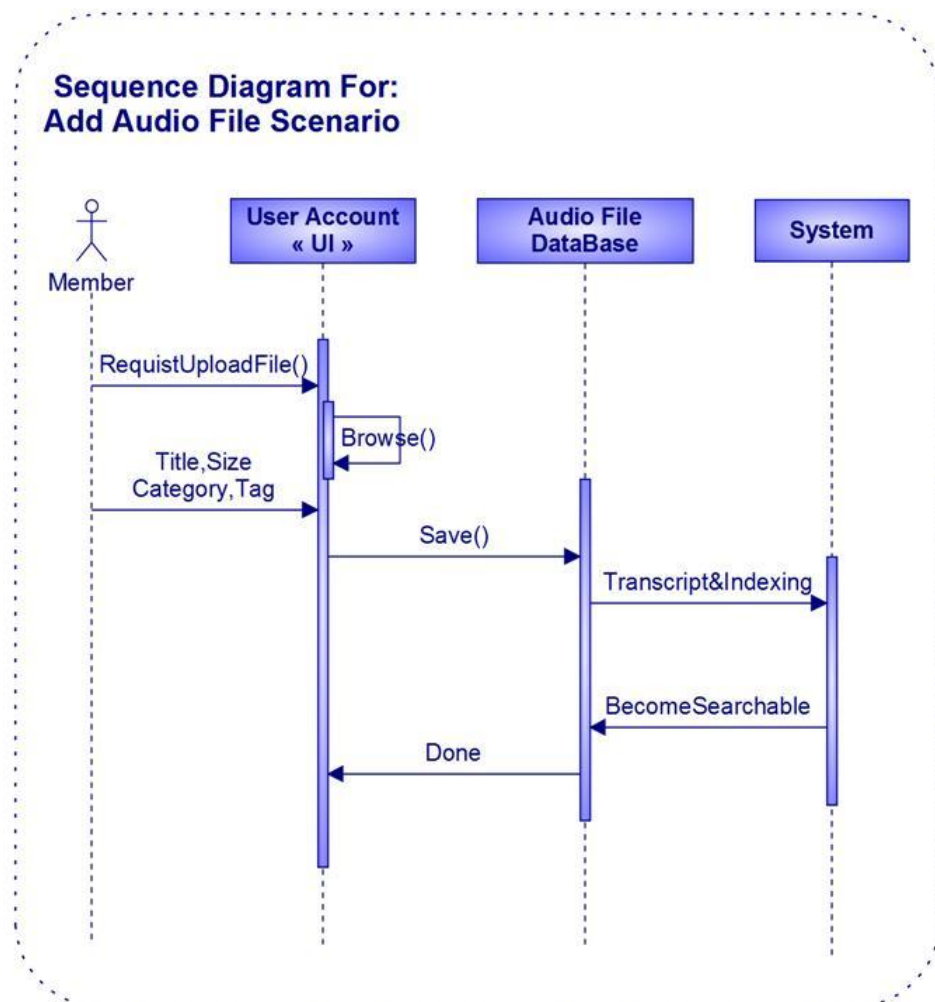 Sequence Diagram For:
Add Audio File Scenario
Member
User Account
« UI »
Audio File
DataBase
System
RequistUploadFile()
Browse()
Title,Size
Category,Tag
Save()
Transcript&Indexing
BecomeSearchable
Done